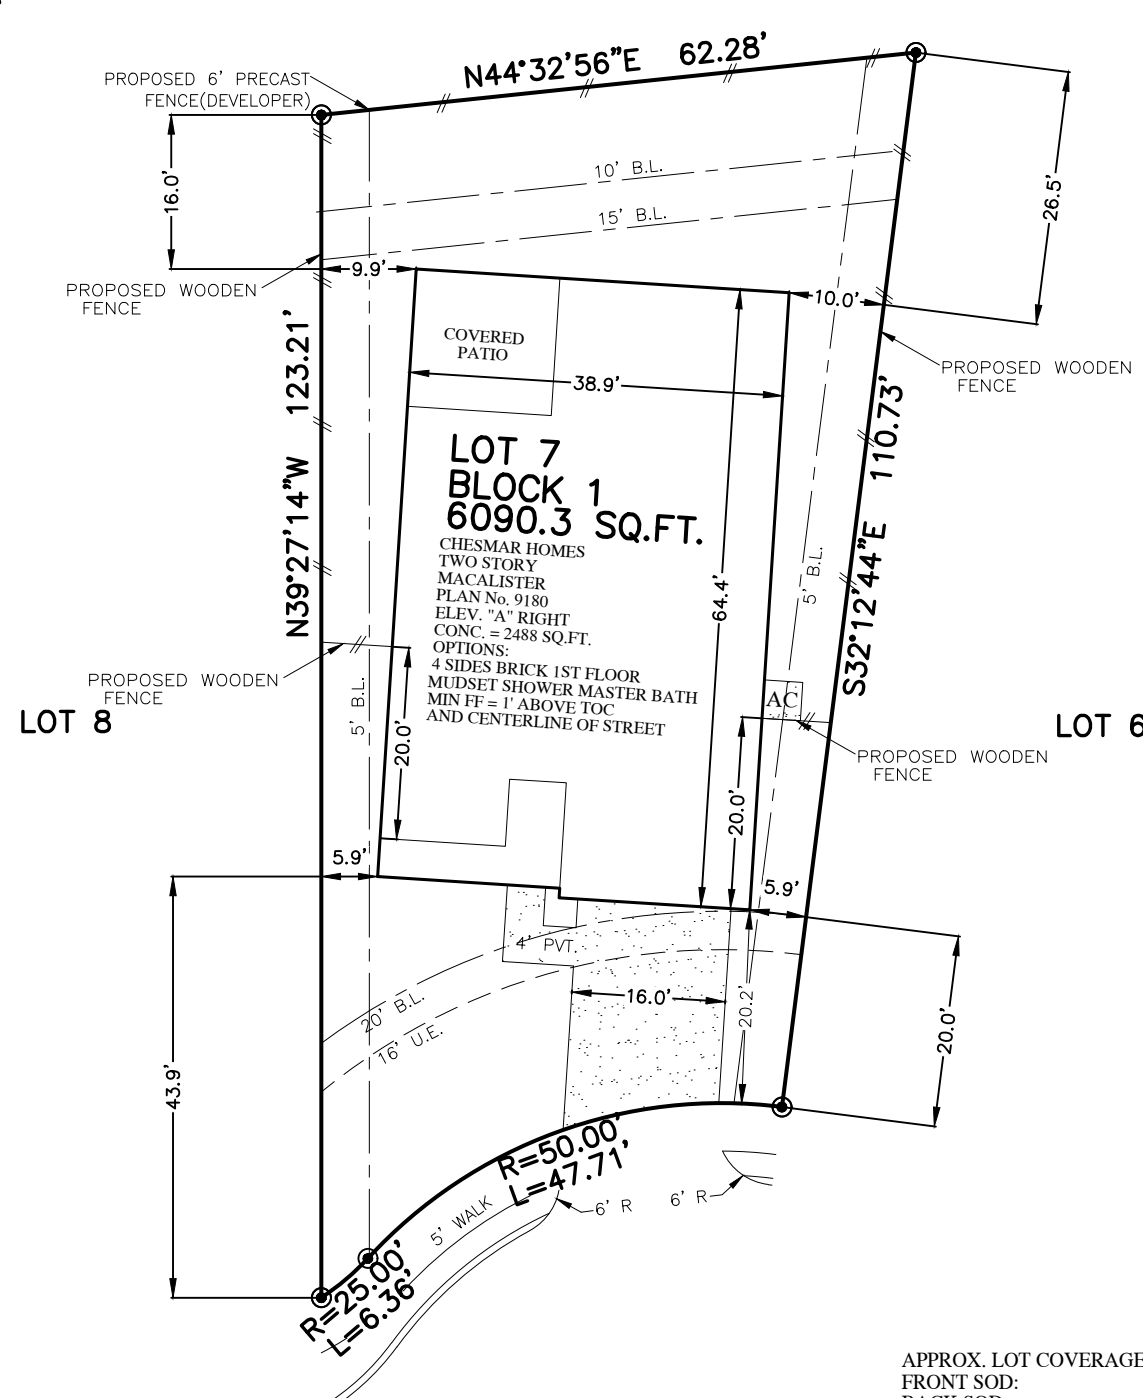 N44°32'56"E 62.28'
PROPOSED 6' PRECAST
FENCE(DEVELOPER)
16.0'
10' B.L.
15' B.L.
26.5'
9.9'
10.0'
PROPOSED WOODEN
FENCE
COVERED
PATIO
38.9'
PROPOSED WOODEN
FENCE
N39°27'14"W 123.21'
S32°12'44"E 110.73'
LOT 7
BLOCK 1
6090.3 SQ.FT.
CHESMAR HOMES
TWO STORY
MACALISTER
PLAN No. 9180
ELEV. "A" RIGHT
CONC. = 2488 SQ.FT.
OPTIONS:
4 SIDES BRICK 1ST FLOOR
MUDSET SHOWER MASTER BATH
MIN FF = 1' ABOVE TOC
AND CENTERLINE OF STREET
64.4'
5' B.L.
PROPOSED WOODEN
FENCE
5' B.L.
AC
LOT 8
LOT 6
20.0'
PROPOSED WOODEN
FENCE
20.0'
5.9'
5.9'
4' PVT.
20' B.L.
16' U.E.
16.0'
20.2'
20.0'
43.9'
R=50.00'
L=47.71'
5' WALK
6' R
6' R
R=25.00'
L=6.36'
APPROX. LOT COVERAGE
FRONT SOD: